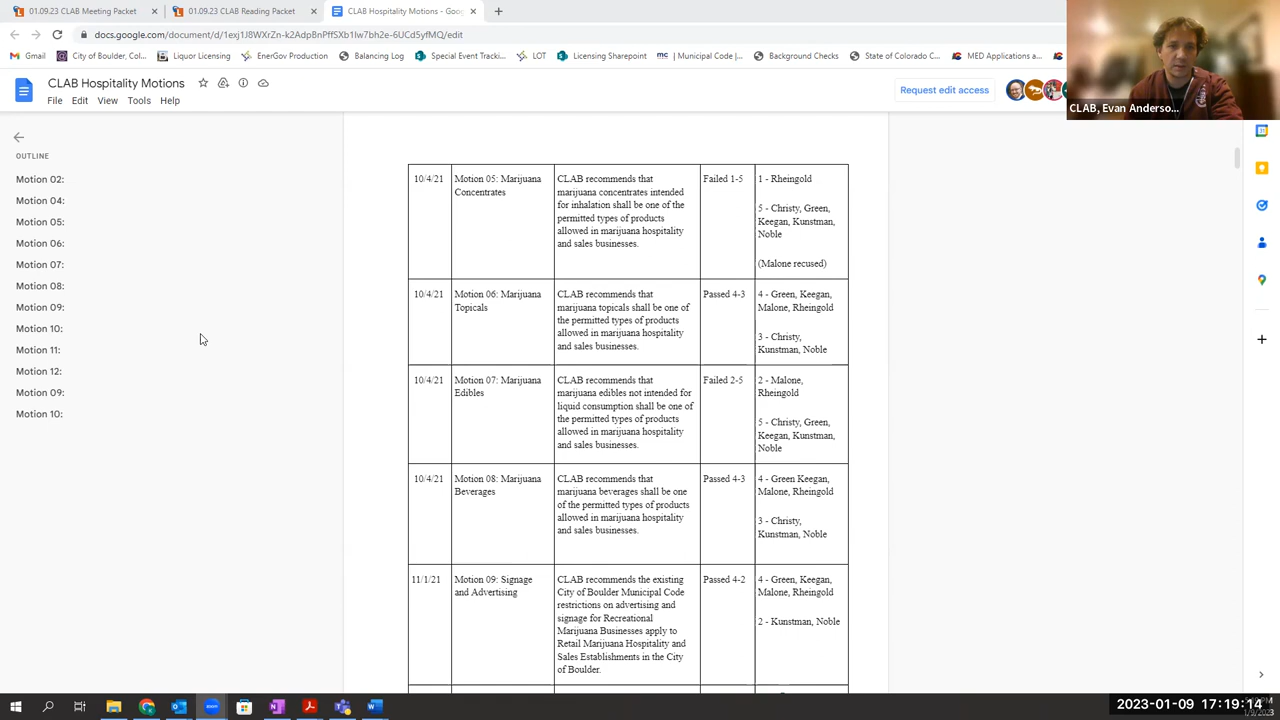 01.09.23 CLAB Meeting Packet
01.09.23 CLAB Reading Packet
CLAB Hospitality Motions - Goo
docs.google.com/document/d/1exj1J8WXrZn-k2AdpBnPffSXb1Iw7bh2e-6UCd5yfMQ/edit
Gmail
City of Boulder, Col...
Liquor Licensing
EnerGov Production
Balancing Log
Special Event Tracki...
LOT
Licensing Sharepoint
| Municipal Code |...
Background Checks
State of Colorado C...
MED Applications a...
CLAB Hospitality Motions
File Edit View Tools Help
Request edit access
CLAB, Evan Anderso...
OUTLINE
Motion 02:
Motion 04:
Motion 05:
Motion 06:
Motion 07:
Motion 08:
Motion 09:
Motion 10:
Motion 11:
Motion 12:
Motion 09:
Motion 10:
10/4/21
Motion 05: Marijuana
Concentrates
CLAB recommends that
marijuana concentrates intended
for inhalation shall be one of the
permitted types of products
allowed in marijuana hospitality
and sales businesses.
Failed 1-5
1 - Rheingold
5 - Christy, Green,
Keegan, Kunstman,
Noble
(Malone recused)
10/4/21
Motion 06: Marijuana
Topicals
CLAB recommends that
marijuana topicals shall be one of
the permitted types of products
allowed in marijuana hospitality
and sales businesses.
Passed 4-3
4 - Green, Keegan,
Malone, Rheingold
3 - Christy,
Kunstman, Noble
10/4/21
Motion 07: Marijuana
Edibles
CLAB recommends that
marijuana edibles not intended for
liquid consumption shall be one of
the permitted types of products
allowed in marijuana hospitality
and sales businesses.
Failed 2-5
2 - Malone,
Rheingold
5 - Christy, Green,
Keegan, Kunstman,
Noble
10/4/21
Motion 08: Marijuana
Beverages
CLAB recommends that
marijuana beverages shall be one
of the permitted types of products
allowed in marijuana hospitality
and sales businesses.
Passed 4-3
4 - Green Keegan,
Malone, Rheingold
3 - Christy,
Kunstman, Noble
11/1/21
Motion 09: Signage
and Advertising
CLAB recommends the existing
City of Boulder Municipal Code
restrictions on advertising and
signage for Recreational
Marijuana Businesses apply to
Retail Marijuana Hospitality and
Sales Establishments in the City
of Boulder.
Passed 4-2
4 - Green, Keegan,
Malone, Rheingold
2 - Kunstman, Noble
2023-01-09 17:19:14